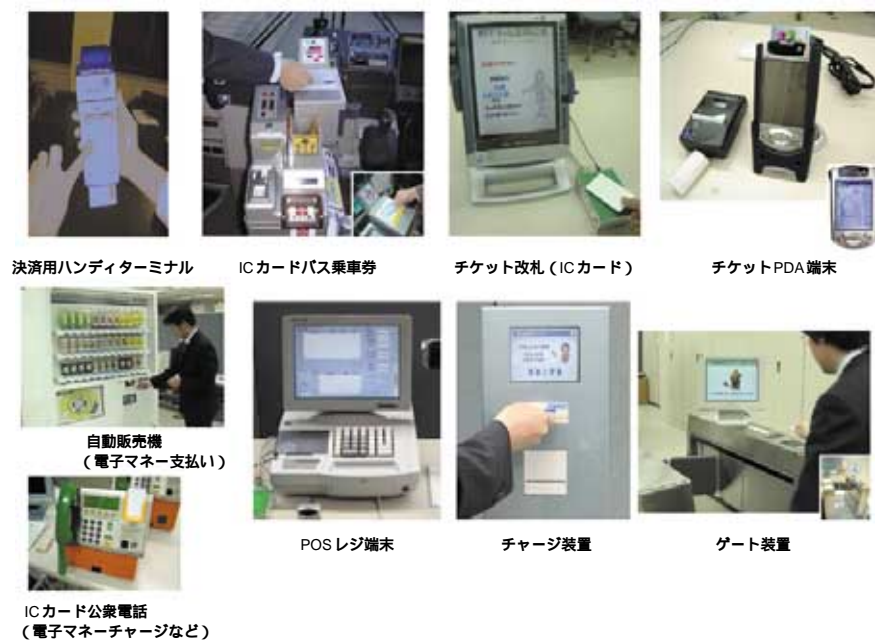 決済用ハンディターミナル
ICカードバス乗車券
チケット改札（ICカード）
チケットPDA端末
自動販売機
（電子マネー支払い）
POSレジ端末
チャージ装置
ゲート装置
ICカード公衆電話
（電子マネーチャージなど）